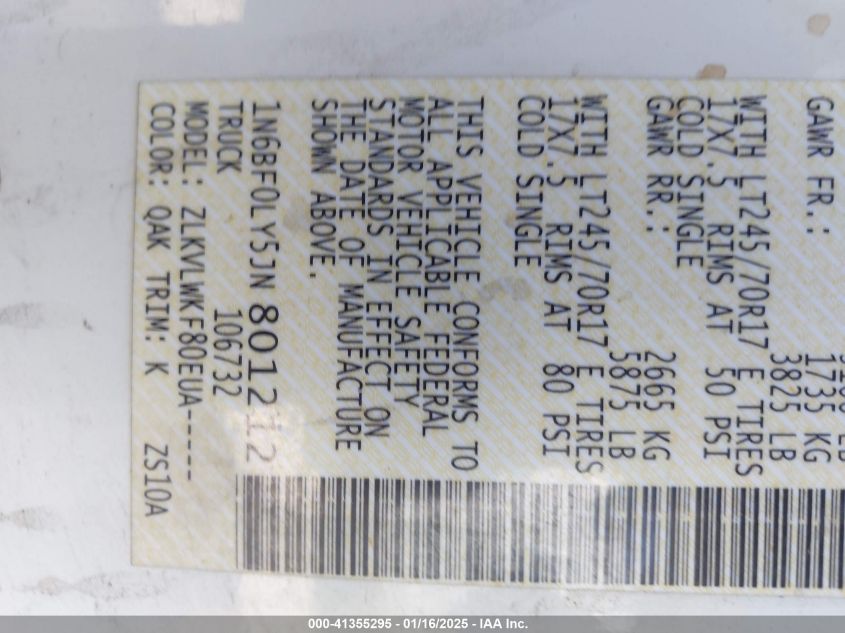 GAWR FR.: 1735 KG
3825 LB
WITH LT245/70R17 E TIRES
17X7.5 RIMS AT 50 PSI
COLD SINGLE
GAWR RR.: 2665 KG
5875 LB
WITH LT245/70R17 E TIRES
17X7.5 RIMS AT 80 PSI
COLD SINGLE
THIS VEHICLE CONFORMS TO
ALL APPLICABLE FEDERAL
MOTOR VEHICLE SAFETY
STANDARDS IN EFFECT ON
THE DATE OF MANUFACTURE
SHOWN ABOVE.
1N6BF0LY5JN 801212
TRUCK 106732
MODEL: ZLKVLWKF80EUA------
COLOR: QAK TRIM: K ZS10A
000-41355295 - 01/16/2025 - IAA Inc.